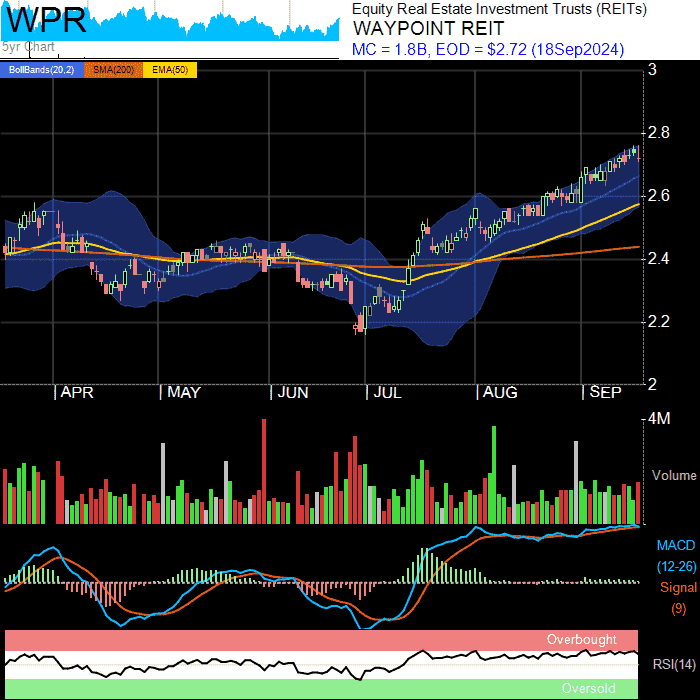 WPR
Equity Real Estate Investment Trusts (REITs)
WAYPOINT REIT
5yr Chart
MC = 1.8B, EOD = $2.72 (18Sep2024)
BollBands(20,2) SMA(200) EMA(50)
3
2.8
2.6
2.4
2.2
2
APR MAY JUN JUL AUG SEP
4M
Volume
MACD
(12-26)
Signal
(9)
Overbought
RSI(14)
Oversold